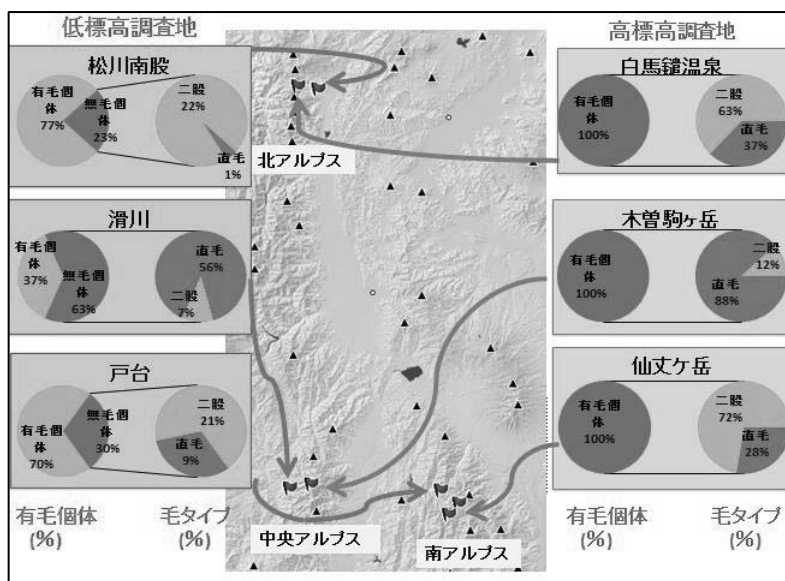 低標高調査地
高標高調査地
松川南股
有毛個
体
77%
無毛個
体
23%
二股
22%
直毛
1%
白馬鑓温泉
有毛個
体
100%
二股
63%
直毛
37%
北アルプス
滑川
有毛個
体
37%
無毛個
体
63%
直毛
56%
二股
7%
木曽駒ヶ岳
有毛個
体
100%
二股
12%
直毛
88%
戸台
有毛個
体
70%
無毛個
体
30%
二股
21%
直毛
9%
仙丈ケ岳
有毛個
体
100%
二股
72%
直毛
28%
中央アルプス
南アルプス
有毛個体
(%)
毛タイプ
(%)
有毛個体
(%)
毛タイプ
(%)